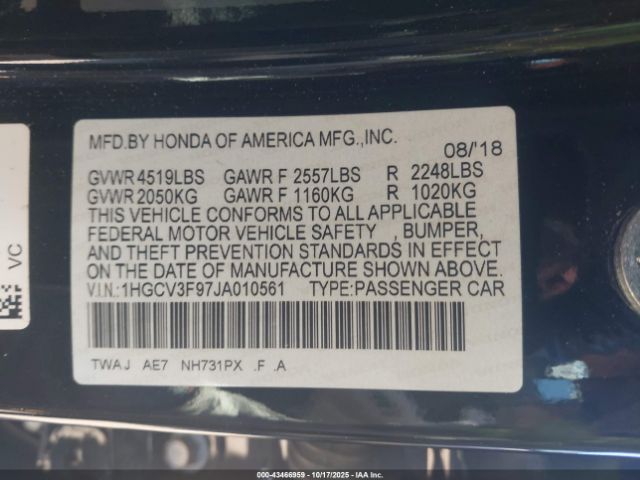 MFD.BY HONDA OF AMERICA MFG.,INC.
08/'18
GVWR 4519LBS GAWR F 2557LBS R 2248LBS
GVWR 2050KG GAWR F 1160KG R 1020KG
THIS VEHICLE CONFORMS TO ALL APPLICABLE
FEDERAL MOTOR VEHICLE SAFETY , BUMPER,
AND THEFT PREVENTION STANDARDS IN EFFECT
ON THE DATE OF MANUFACTURE SHOWN ABOVE.
V.I.N.:1HGCV3F97JA010561 TYPE:PASSENGER CAR
TWAJ AE7 NH731PX .F .A
VC
000-43466959 | 10/17/2025 | IAA Inc.